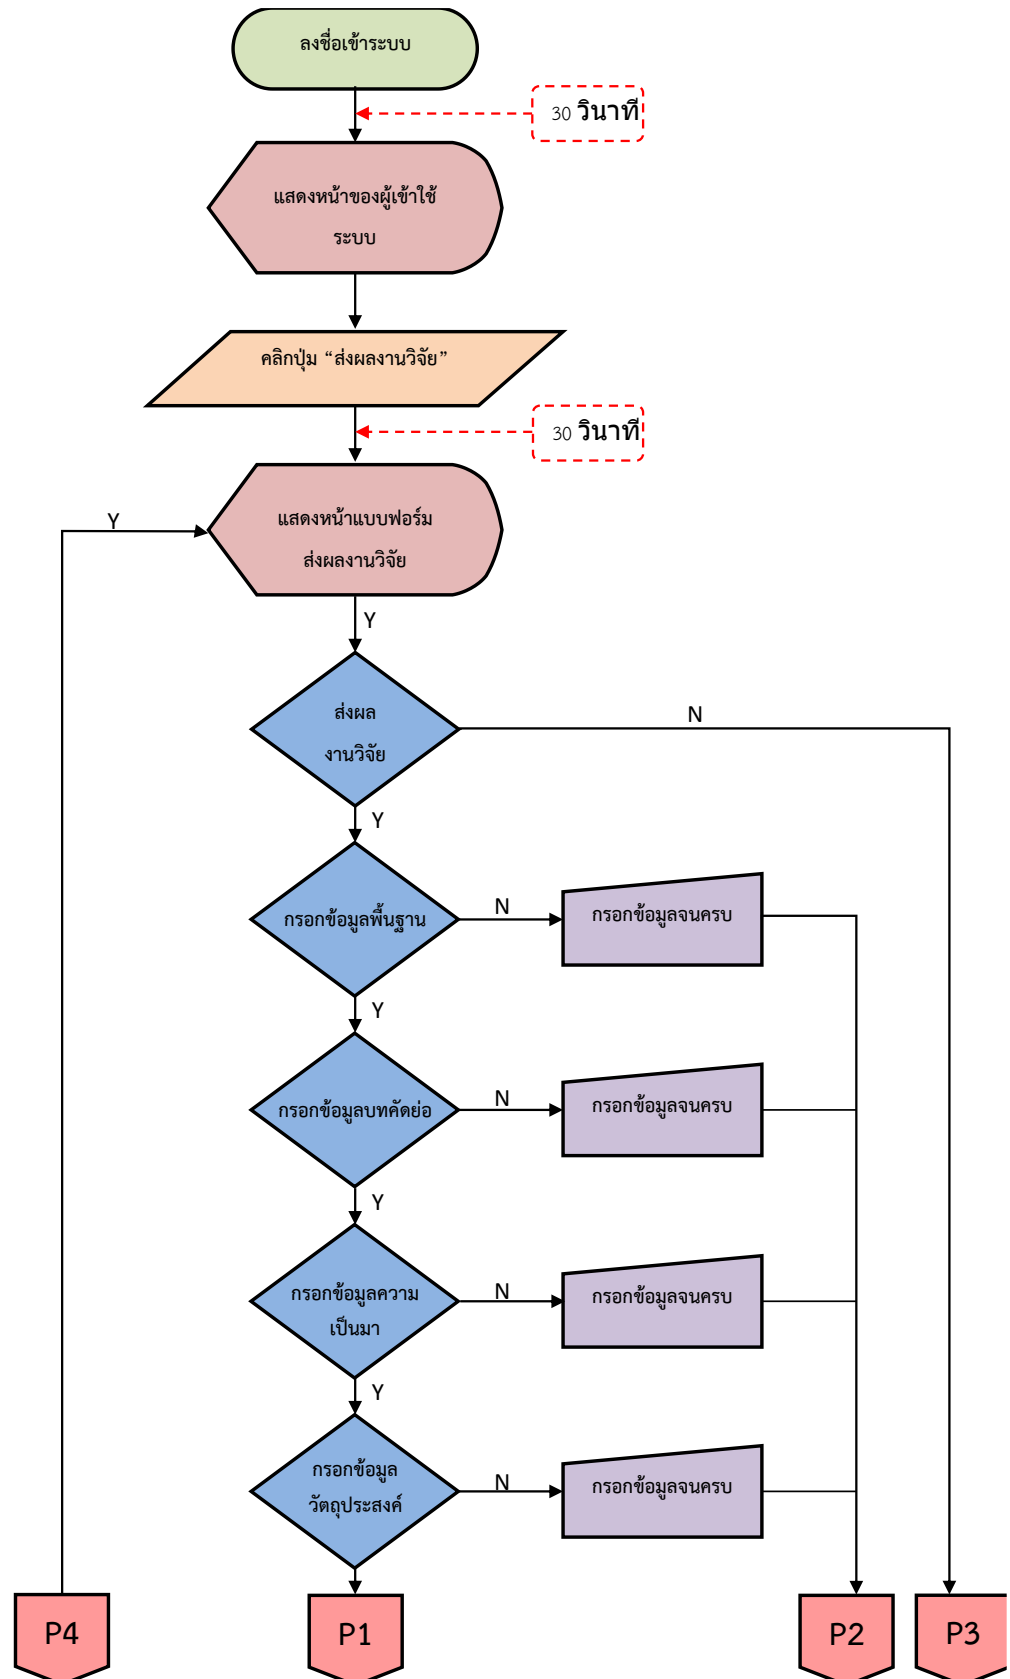 ลงชื่อเข้าระบบ
30 วินาที
แสดงหน้าของผู้เข้าใช้
ระบบ
คลิกปุ่ม “ส่งผลงานวิจัย”
30 วินาที
แสดงหน้าแบบฟอร์ม
ส่งผลงานวิจัย
Y
Y
ส่งผล
งานวิจัย
N
Y
กรอกข้อมูลพื้นฐาน
N
กรอกข้อมูลจนครบ
Y
กรอกข้อมูลบทคัดย่อ
N
กรอกข้อมูลจนครบ
Y
กรอกข้อมูลความ
เป็นมา
N
กรอกข้อมูลจนครบ
Y
กรอกข้อมูล
วัตถุประสงค์
N
กรอกข้อมูลจนครบ
P4
P1
P2
P3